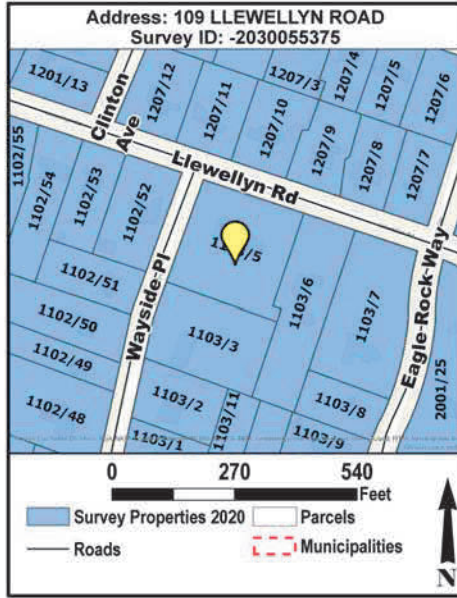 Address: 109 LLEWELLYN ROAD
Survey ID: -2030055375
1201/13
Clinton
Ave
1207/12
1207/11
1207/3
1207/4
1207/5
1207/6
1207/10
1207/9
1207/8
1207/7
1102/55
1102/54
1102/53
1102/52
Llewellyn Rd
1102/51
1102/50
1102/49
1102/48
Wayside Pl
1103/3
1103/6
1103/7
Eagle Rock Way
1103/2
1103/11
1103/1
1103/8
1103/9
2001/25
0 270 540
Feet
Survey Properties 2020 Parcels
Roads Municipalities
N